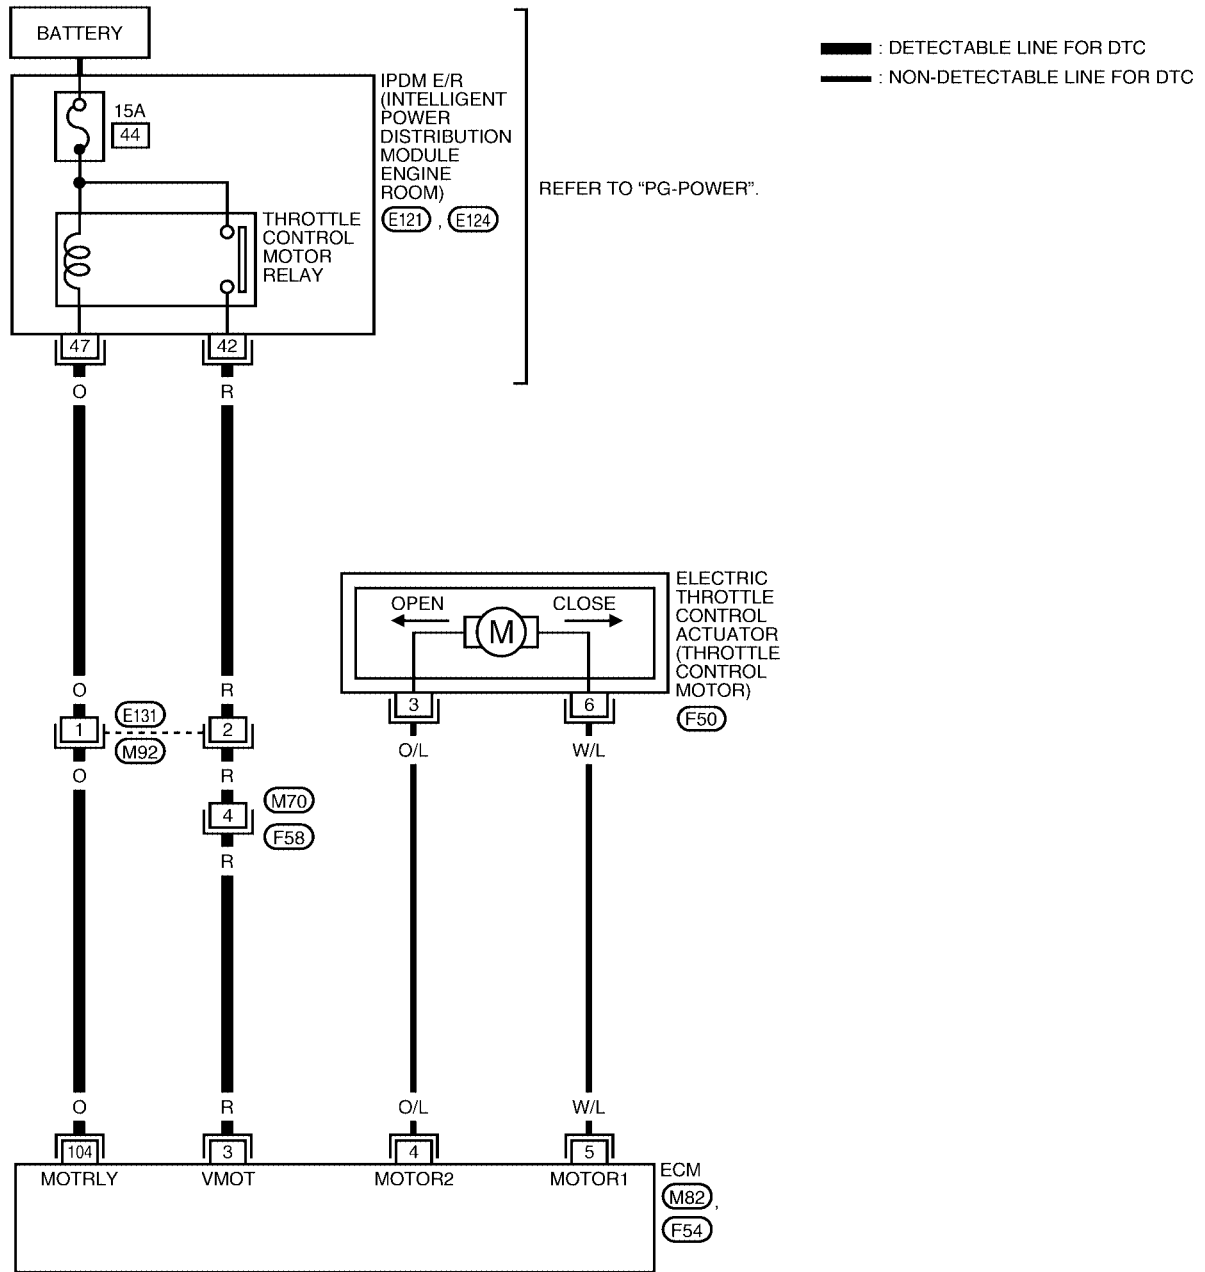 BATTERY
: DETECTABLE LINE FOR DTC
: NON-DETECTABLE LINE FOR DTC
15A
44
IPDM E/R
(INTELLIGENT
POWER
DISTRIBUTION
MODULE
ENGINE
ROOM)
E121 , E124
REFER TO “PG-POWER”.
THROTTLE
CONTROL
MOTOR
RELAY
47 42
O R
OPEN CLOSE
M
ELECTRIC
THROTTLE
CONTROL
ACTUATOR
(THROTTLE
CONTROL
MOTOR)
F50
3 6
O/L W/L
O R
1 E131 2
M92
O R
4 M70
F58
R
O R O/L W/L
104 3 4 5
MOTRLY VMOT MOTOR2 MOTOR1
ECM
M82 ,
F54